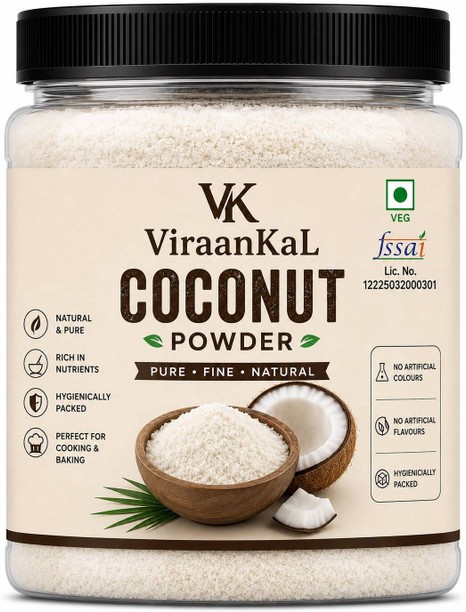 VK
ViraanKaL
COCONUT
POWDER
PURE • FINE • NATURAL
NATURAL
& PURE
RICH IN
NUTRIENTS
HYGIENICALLY
PACKED
PERFECT FOR
COOKING &
BAKING
VEG
fssai
Lic. No.
12225032000301
NO ARTIFICIAL
COLOURS
NO ARTIFICIAL
FLAVOURS
HYGIENICIALLY
PACKED